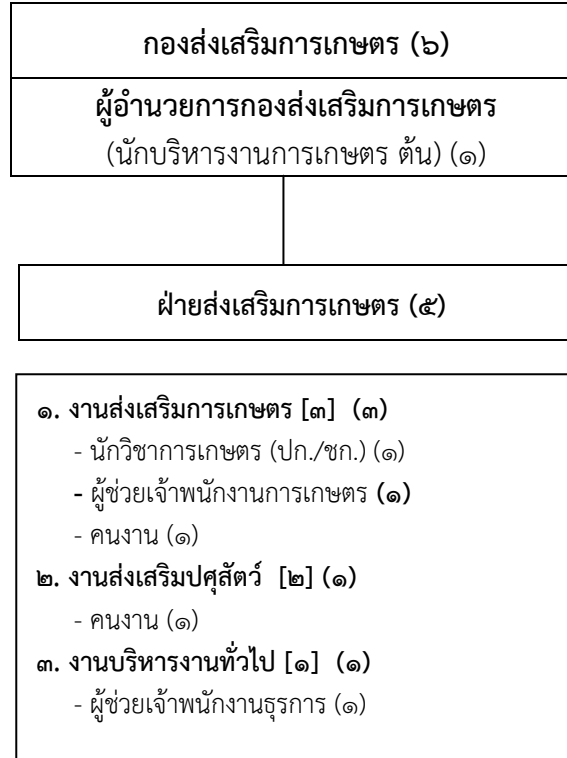 กองส่งเสริมการเกษตร (๖)
ผู้อำนวยการกองส่งเสริมการเกษตร
(นักบริหารงานการเกษตร ต้น) (๑)
ฝ่ายส่งเสริมการเกษตร (๕)
๑. งานส่งเสริมการเกษตร [๓] (๓)
- นักวิชาการเกษตร (ปก./ชก.) (๑)
- ผู้ช่วยเจ้าพนักงานการเกษตร (๑)
- คนงาน (๑)
๒. งานส่งเสริมปศุสัตว์ [๒] (๑)
- คนงาน (๑)
๓. งานบริหารงานทั่วไป [๑] (๑)
- ผู้ช่วยเจ้าพนักงานธุรการ (๑)